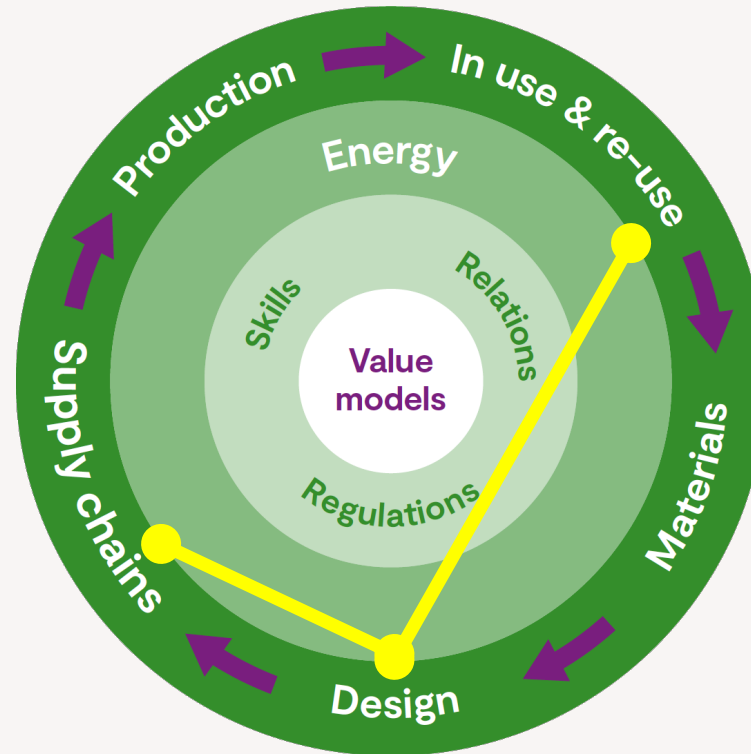 Production
In use & re-use
Materials
Design
Supply chains
Energy
Skills
Relations
Regulations
Value
models